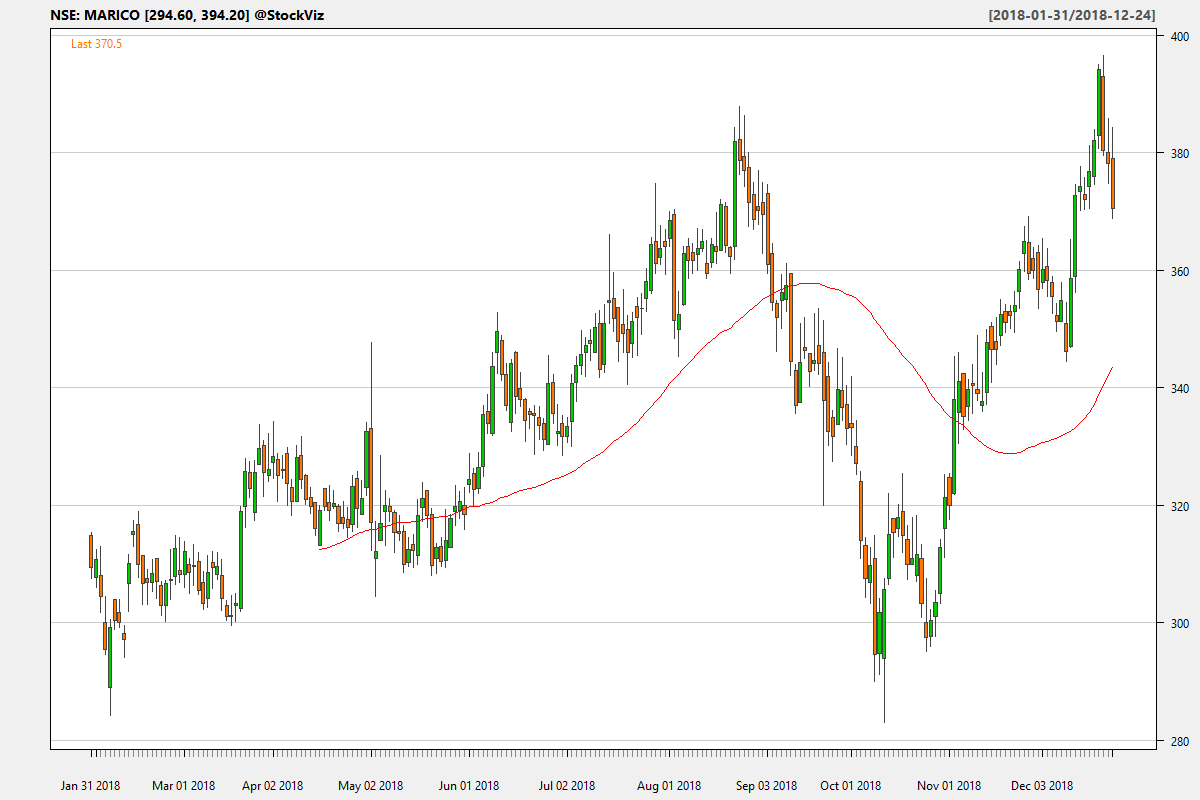 NSE: MARICO [294.60, 394.20] @StockViz
[2018-01-31/2018-12-24]
Last 370.5
400
380
360
340
320
300
280
Jan 31 2018
Mar 01 2018
Apr 02 2018
May 02 2018
Jun 01 2018
Jul 02 2018
Aug 01 2018
Sep 03 2018
Oct 01 2018
Nov 01 2018
Dec 03 2018